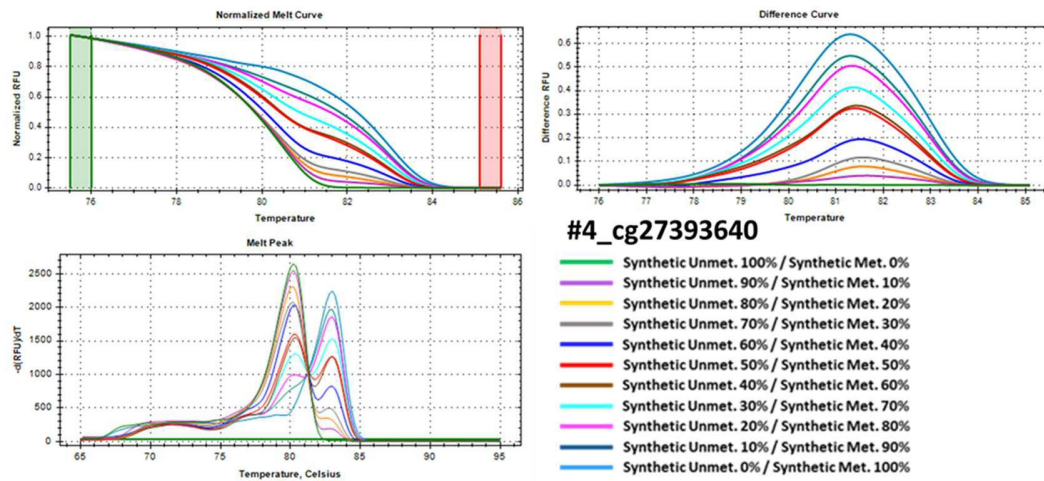 Normalized Melt Curve
Normalized RFU
1.0
0.8
0.6
0.4
0.2
0.0
76
78
80
82
84
86
Temperature
Difference Curve
Difference RFU
0.6
0.5
0.4
0.3
0.2
0.1
0.0
76
77
78
79
80
81
82
83
84
85
Temperature
Melt Peak
-d(RFU)/dT
2500
2000
1500
1000
500
0
65
70
75
80
85
90
95
Temperature, Celsius
#4_cg27393640
Synthetic Unmet. 100% / Synthetic Met. 0%
Synthetic Unmet. 90% / Synthetic Met. 10%
Synthetic Unmet. 80% / Synthetic Met. 20%
Synthetic Unmet. 70% / Synthetic Met. 30%
Synthetic Unmet. 60% / Synthetic Met. 40%
Synthetic Unmet. 50% / Synthetic Met. 50%
Synthetic Unmet. 40% / Synthetic Met. 60%
Synthetic Unmet. 30% / Synthetic Met. 70%
Synthetic Unmet. 20% / Synthetic Met. 80%
Synthetic Unmet. 10% / Synthetic Met. 90%
Synthetic Unmet. 0% / Synthetic Met. 100%